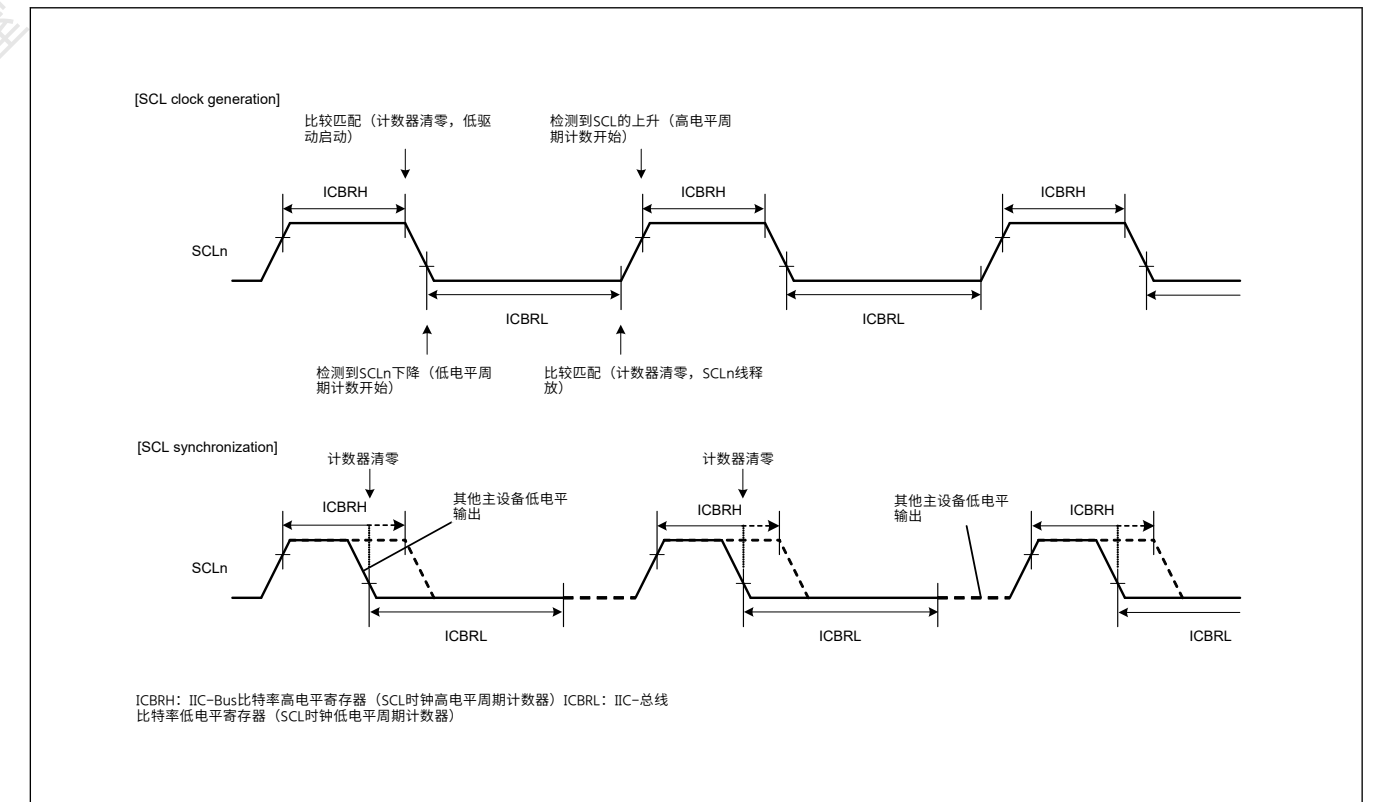 [SCL clock generation]
比较匹配（计数器清零，低驱
动启动）
检测到SCL的上升（高电平周
期计数开始）
ICBRH
ICBRH
ICBRH
SCLn
ICBRL
ICBRL
检测到SCLn下降（低电平周
期计数开始）
比较匹配（计数器清零，SCLn线释
放）
[SCL synchronization]
计数器清零
计数器清零
ICBRH
其他主设备低电平
输出
ICBRH
其他主设备低电平
输出
ICBRH
SCLn
ICBRL
ICBRL
ICBRL
ICBRH：IIC-Bus比特率高电平寄存器（SCL时钟高电平周期计数器）ICBRL：IIC-总线
比特率低电平寄存器（SCL时钟低电平周期计数器）